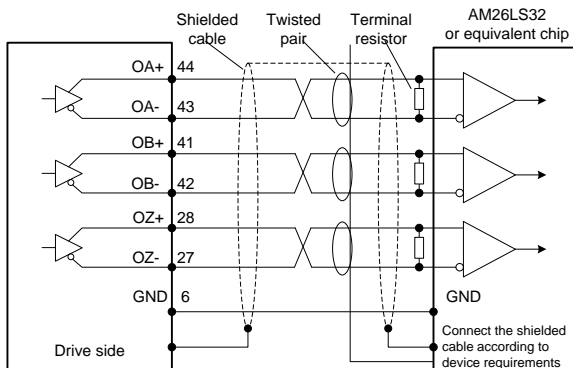 Shielded
cable
Twisted
pair
Terminal
resistor
AM26LS32
or equivalent chip
OA+ 44
OA- 43
OB+ 41
OB- 42
OZ+ 28
OZ- 27
GND 6
GND
Drive side
Connect the shielded
cable according to
device requirements